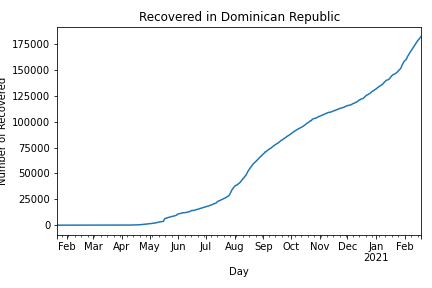 Recovered in Dominican Republic
Number of Recovered
175000
150000
125000
100000
75000
50000
25000
0
Feb Mar Apr May Jun Jul Aug Sep Oct Nov Dec Jan Feb
2021
Day